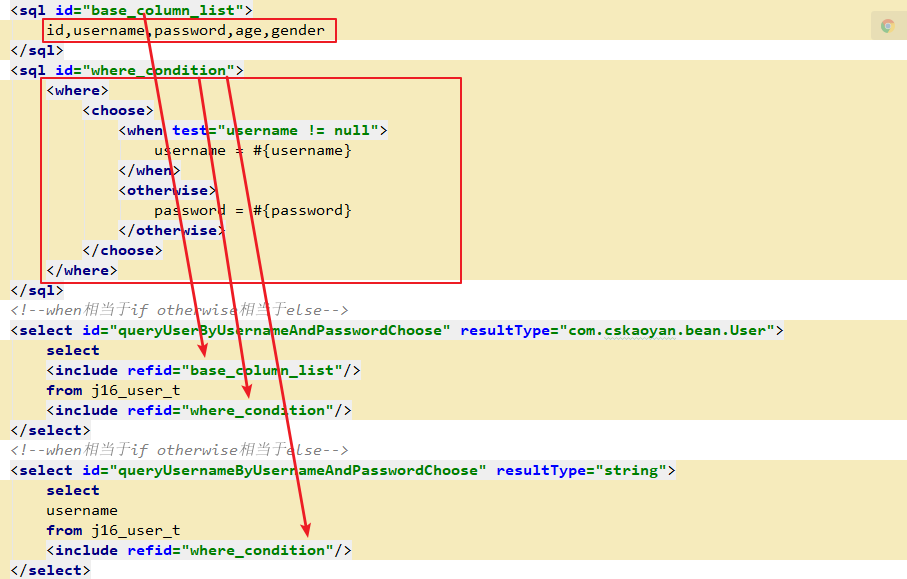 <sql id="base_column_list">
id,username,password,age,gender
</sql>
<sql id="where_condition">
<where>
<choose>
<when test="username != null">
username = #{username}
</when>
<otherwise>
password = #{password}
</otherwise>
</choose>
</where>
</sql>
<!--when相当于if otherwise相当于else-->
<select id="queryUserByUsernameAndPasswordChoose" resultType="com.cskaoyan.bean.User">
select
<include refid="base_column_list"/>
from j16_user_t
<include refid="where_condition"/>
</select>
<!--when相当于if otherwise相当于else-->
<select id="queryUsernameByUsernameAndPasswordChoose" resultType="string">
select
username
from j16_user_t
<include refid="where_condition"/>
</select>